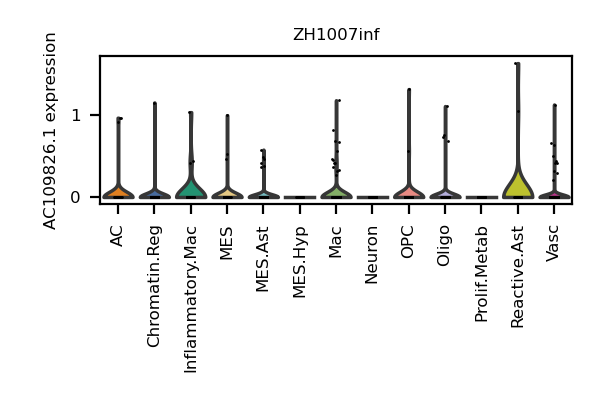 ZH1007inf
AC109826.1 expression
1
0
AC
Chromatin.Reg
Inflammatory.Mac
MES
MES.Ast
MES.Hyp
Mac
Neuron
OPC
Oligo
Prolif.Metab
Reactive.Ast
Vasc